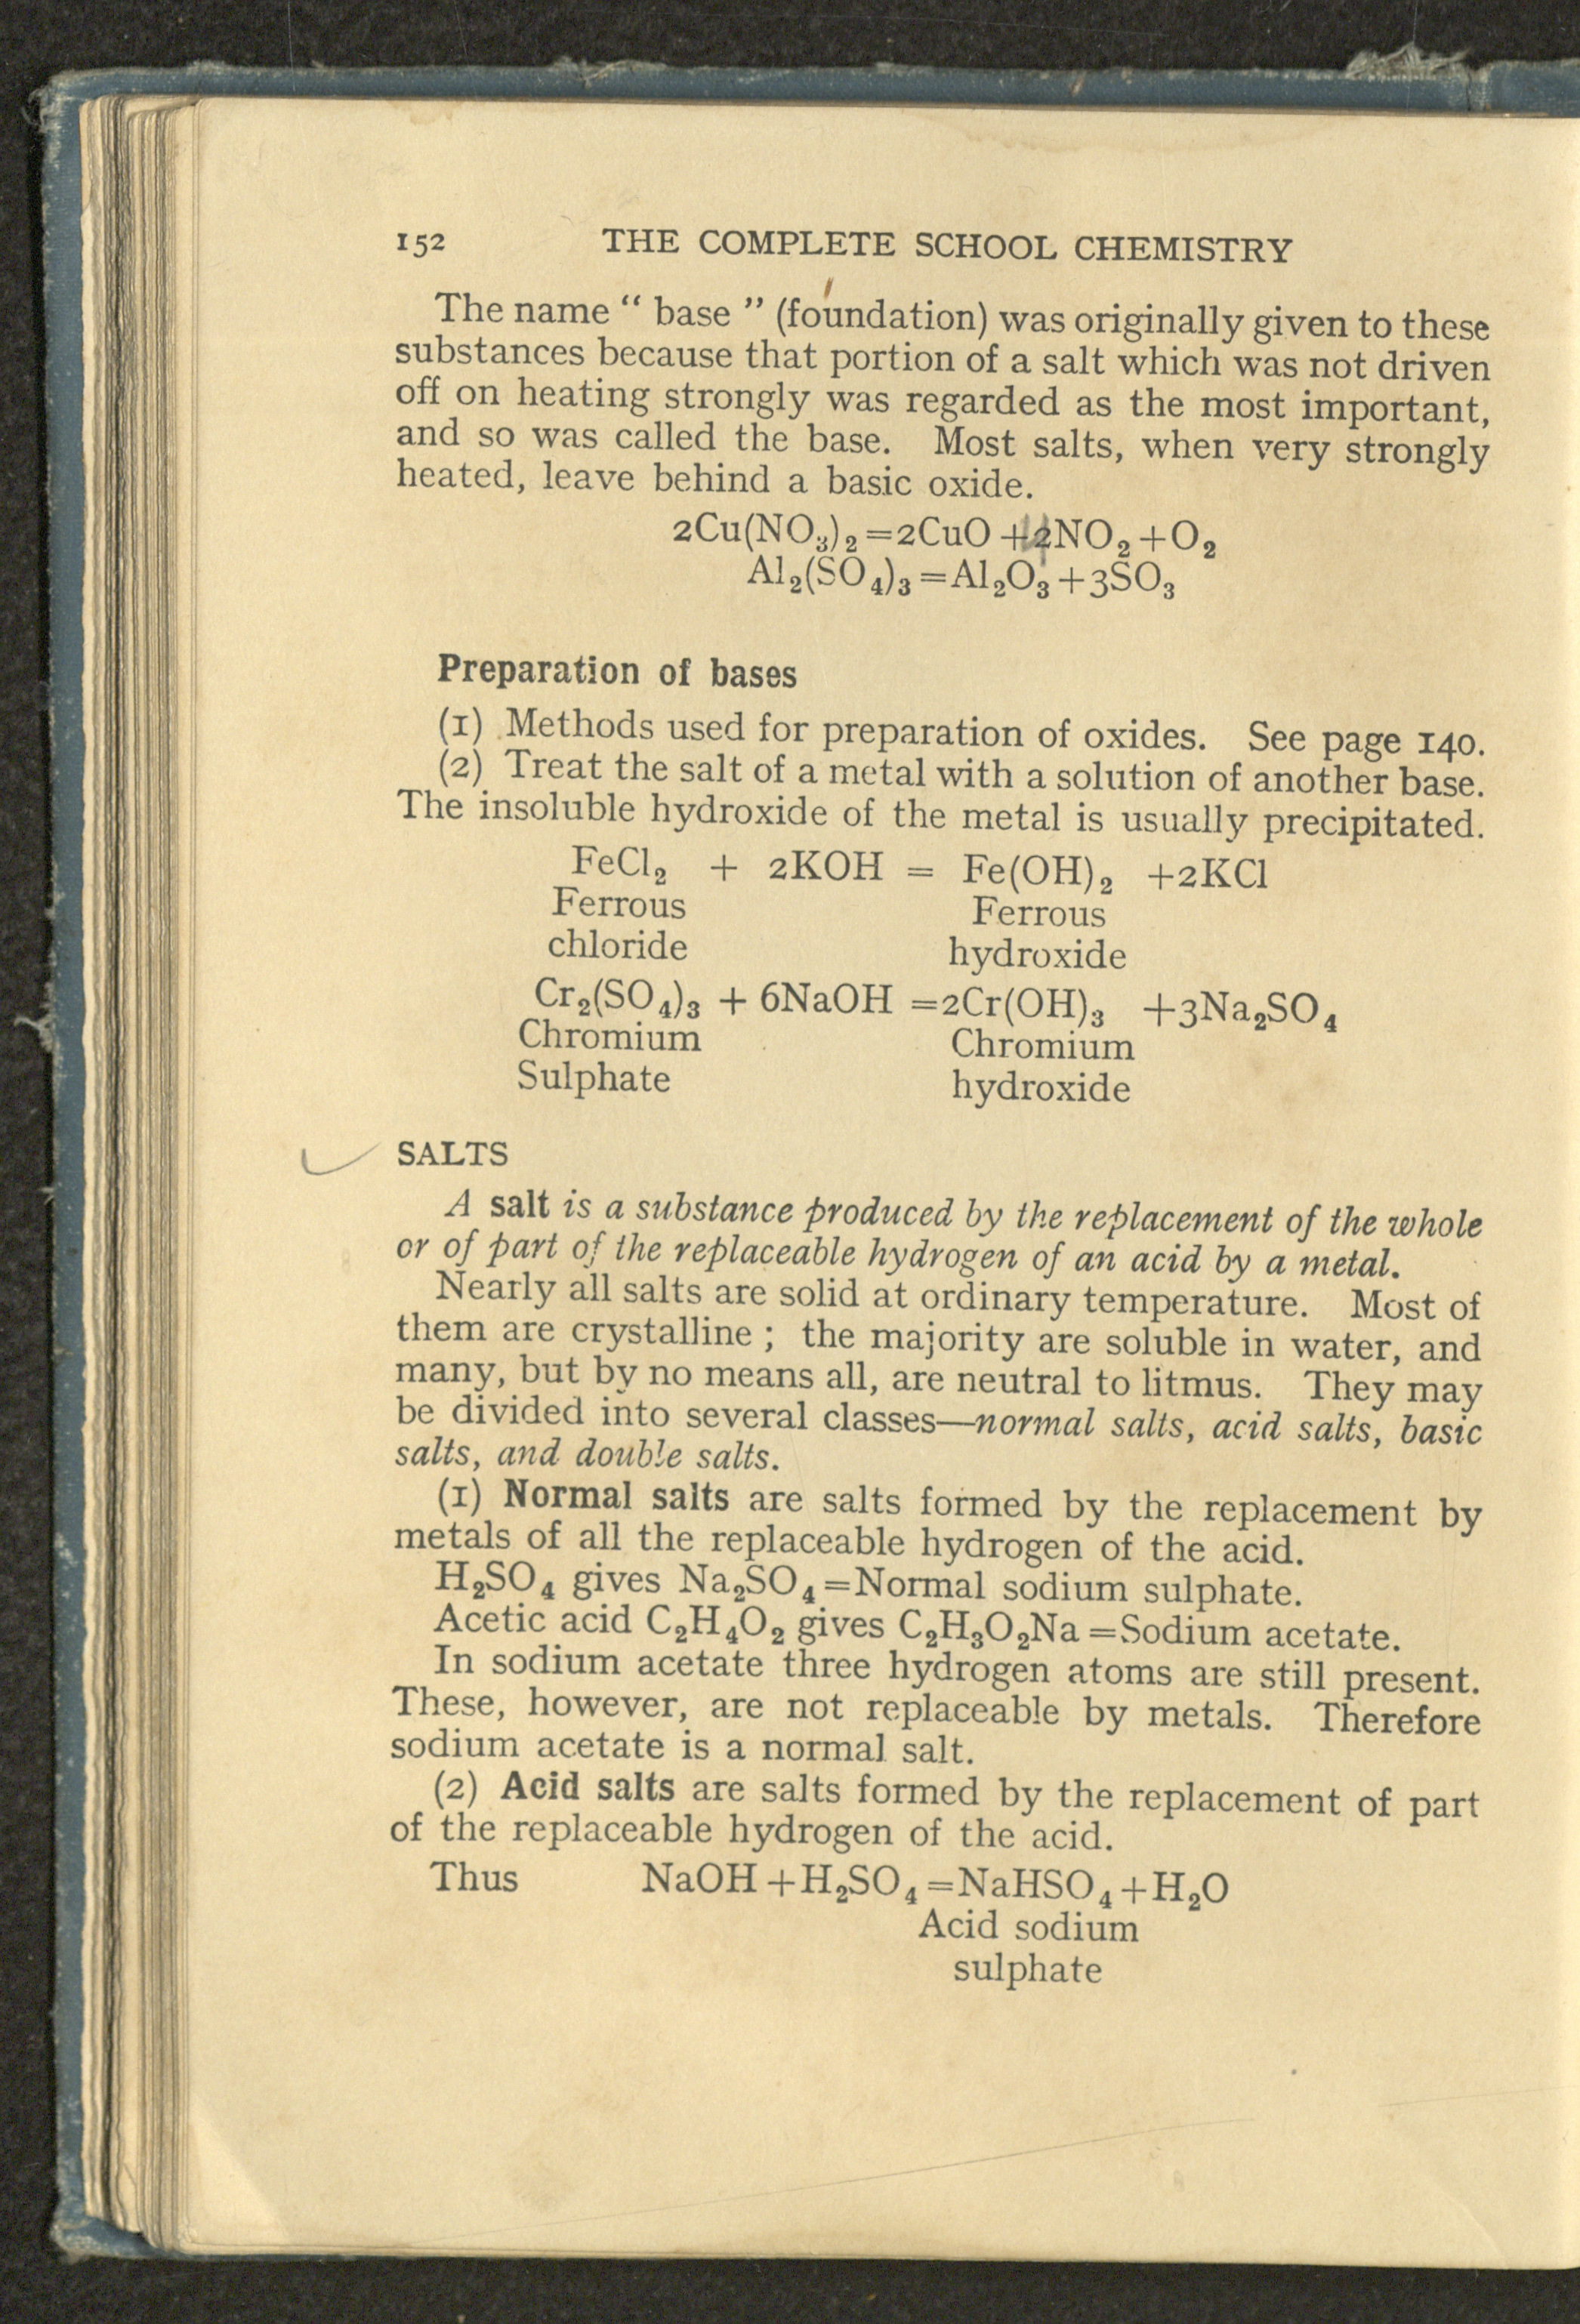 152 THE COMPLETE SCHOOL CHEMISTRY
The name “ base ” (foundation) was originally given to these
substances because that portion of a salt which was not driven
off on heating strongly was regarded as the most important,
and so was called the base. Most salts, when very strongly
heated, leave behind a basic oxide.
2Cu(NO₃)₂=2CuO+4NO₂+O₂
Al₂(SO₄)₃=Al₂O₃+3SO₃
Preparation of bases
(1) Methods used for preparation of oxides. See page 140.
(2) Treat the salt of a metal with a solution of another base.
The insoluble hydroxide of the metal is usually precipitated.
FeCl₂ + 2KOH = Fe(OH)₂ +2KCl
Ferrous Ferrous
chloride hydroxide
Cr₂(SO₄)₃ + 6NaOH =2Cr(OH)₃ +3Na₂SO₄
Chromium Chromium
Sulphate hydroxide
SALTS
A salt is a substance produced by the replacement of the whole
or of part of the replaceable hydrogen of an acid by a metal.
Nearly all salts are solid at ordinary temperature. Most of
them are crystalline ; the majority are soluble in water, and
many, but by no means all, are neutral to litmus. They may
be divided into several classes—normal salts, acid salts, basic
salts, and double salts.
(1) Normal salts are salts formed by the replacement by
metals of all the replaceable hydrogen of the acid.
H₂SO₄ gives Na₂SO₄=Normal sodium sulphate.
Acetic acid C₂H₄O₂ gives C₂H₃O₂Na=Sodium acetate.
In sodium acetate three hydrogen atoms are still present.
These, however, are not replaceable by metals. Therefore
sodium acetate is a normal salt.
(2) Acid salts are salts formed by the replacement of part
of the replaceable hydrogen of the acid.
Thus NaOH+H₂SO₄=NaHSO₄+H₂O
Acid sodium
sulphate